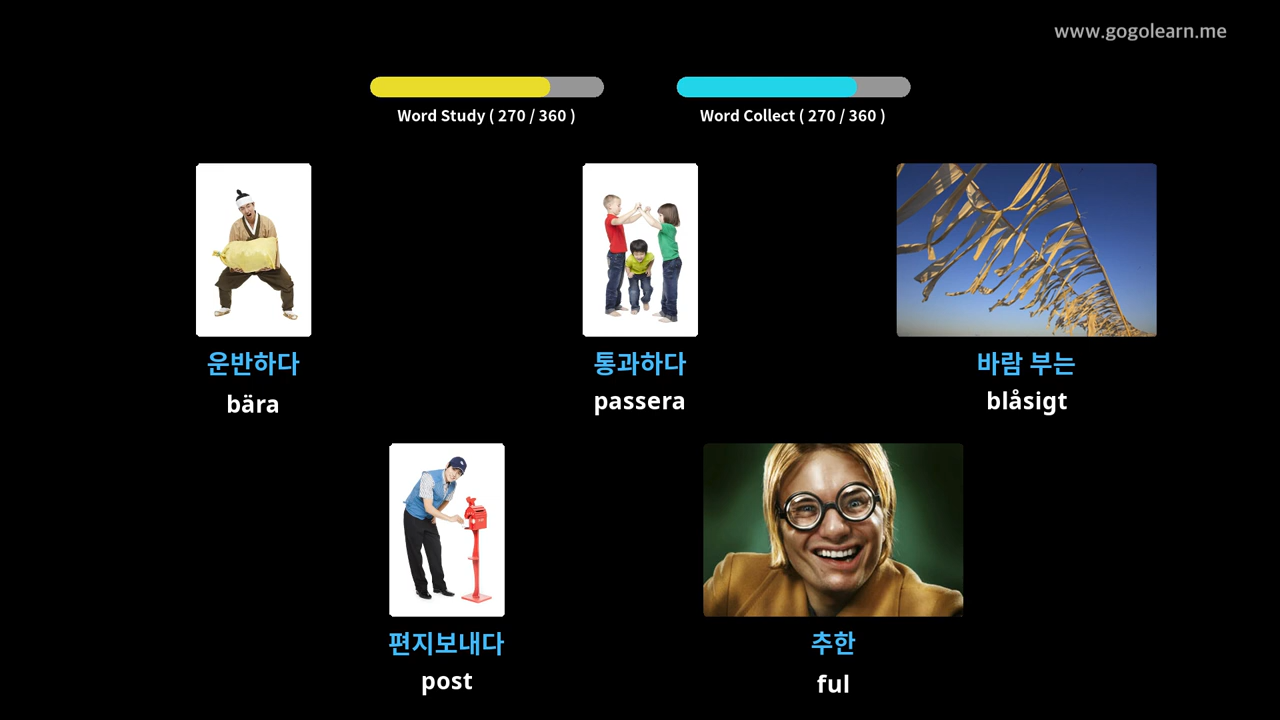 www.gogolearn.me
Word Study ( 270 / 360 )
Word Collect ( 270 / 360 )
운반하다
bära
통과하다
passera
바람 부는
blåsigt
편지보내다
post
추한
ful